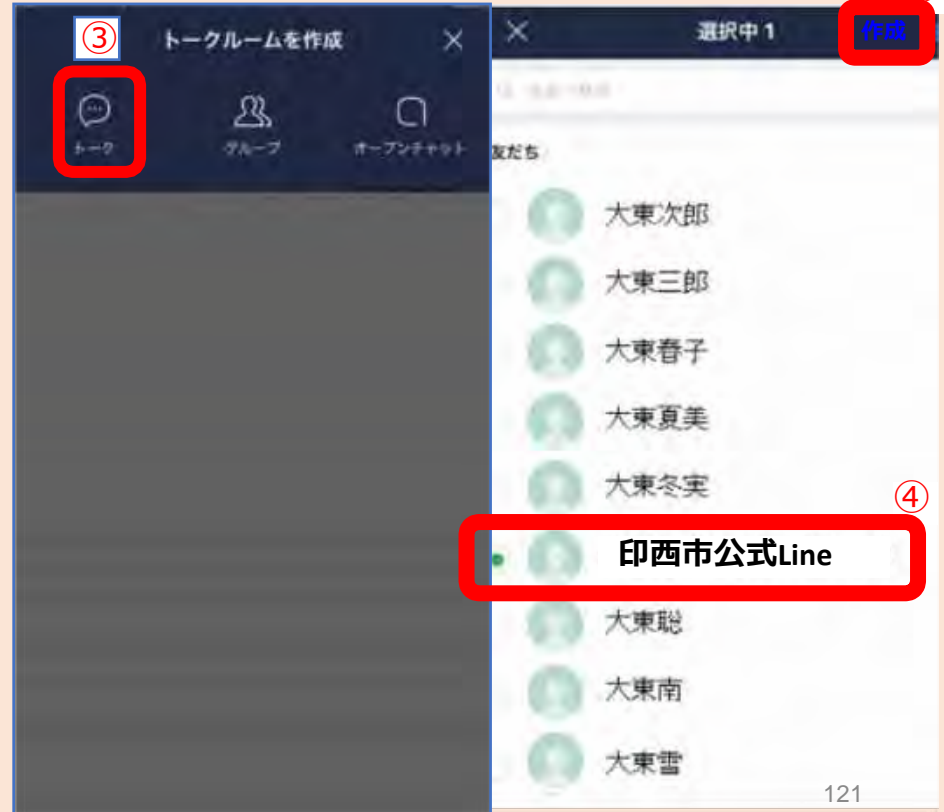 ③
トークルームを作成
トーク
グループ
オープンチャット
選択中 1
作成
友だち
大東次郎
大東三郎
大東春子
大東夏美
大東冬実
④
印西市公式Line
大東聡
大東南
大東雪
121